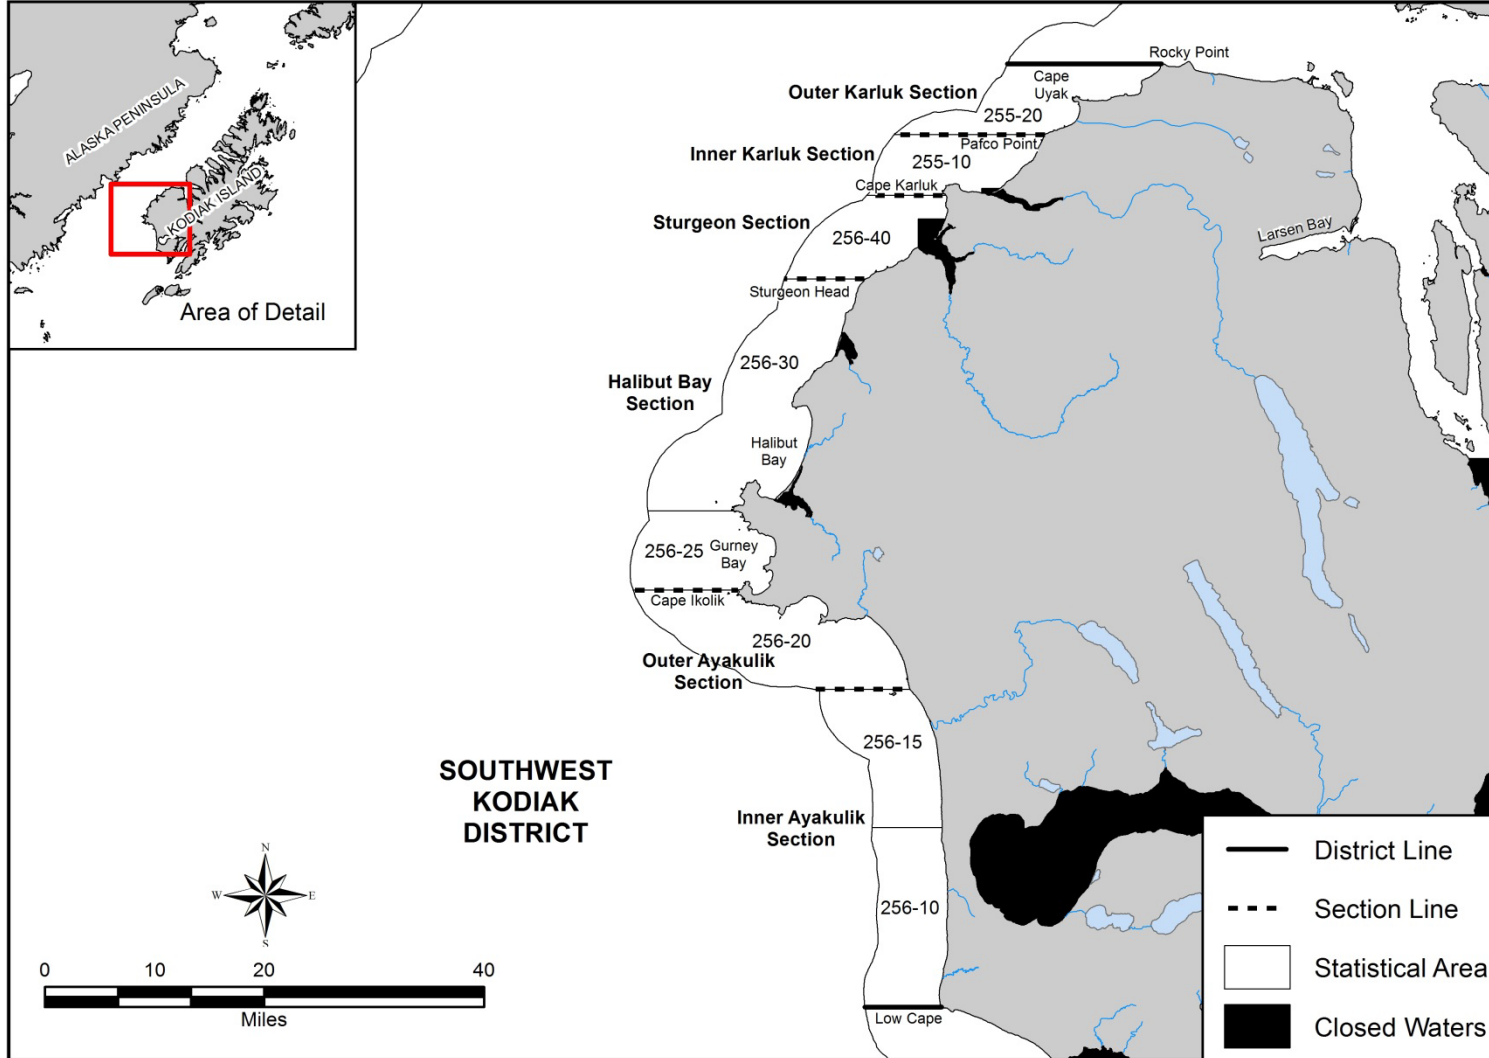 ALASKA PENINSULA
KODIAK ISLAND
Area of Detail
Rocky Point
Cape
Uyak
Outer Karluk Section
255-20
Pafco Point
Inner Karluk Section
255-10
Cape Karluk
Sturgeon Section
256-40
Larsen Bay
Sturgeon Head
256-30
Halibut Bay
Section
Halibut
Bay
256-25
Gurney
Bay
Cape Ikolik
256-20
Outer Ayakulik
Section
256-15
SOUTHWEST
KODIAK
DISTRICT
Inner Ayakulik
Section
256-10
Low Cape
N
W
E
S
0 10 20 40
Miles
District Line
Section Line
Statistical Area
Closed Waters